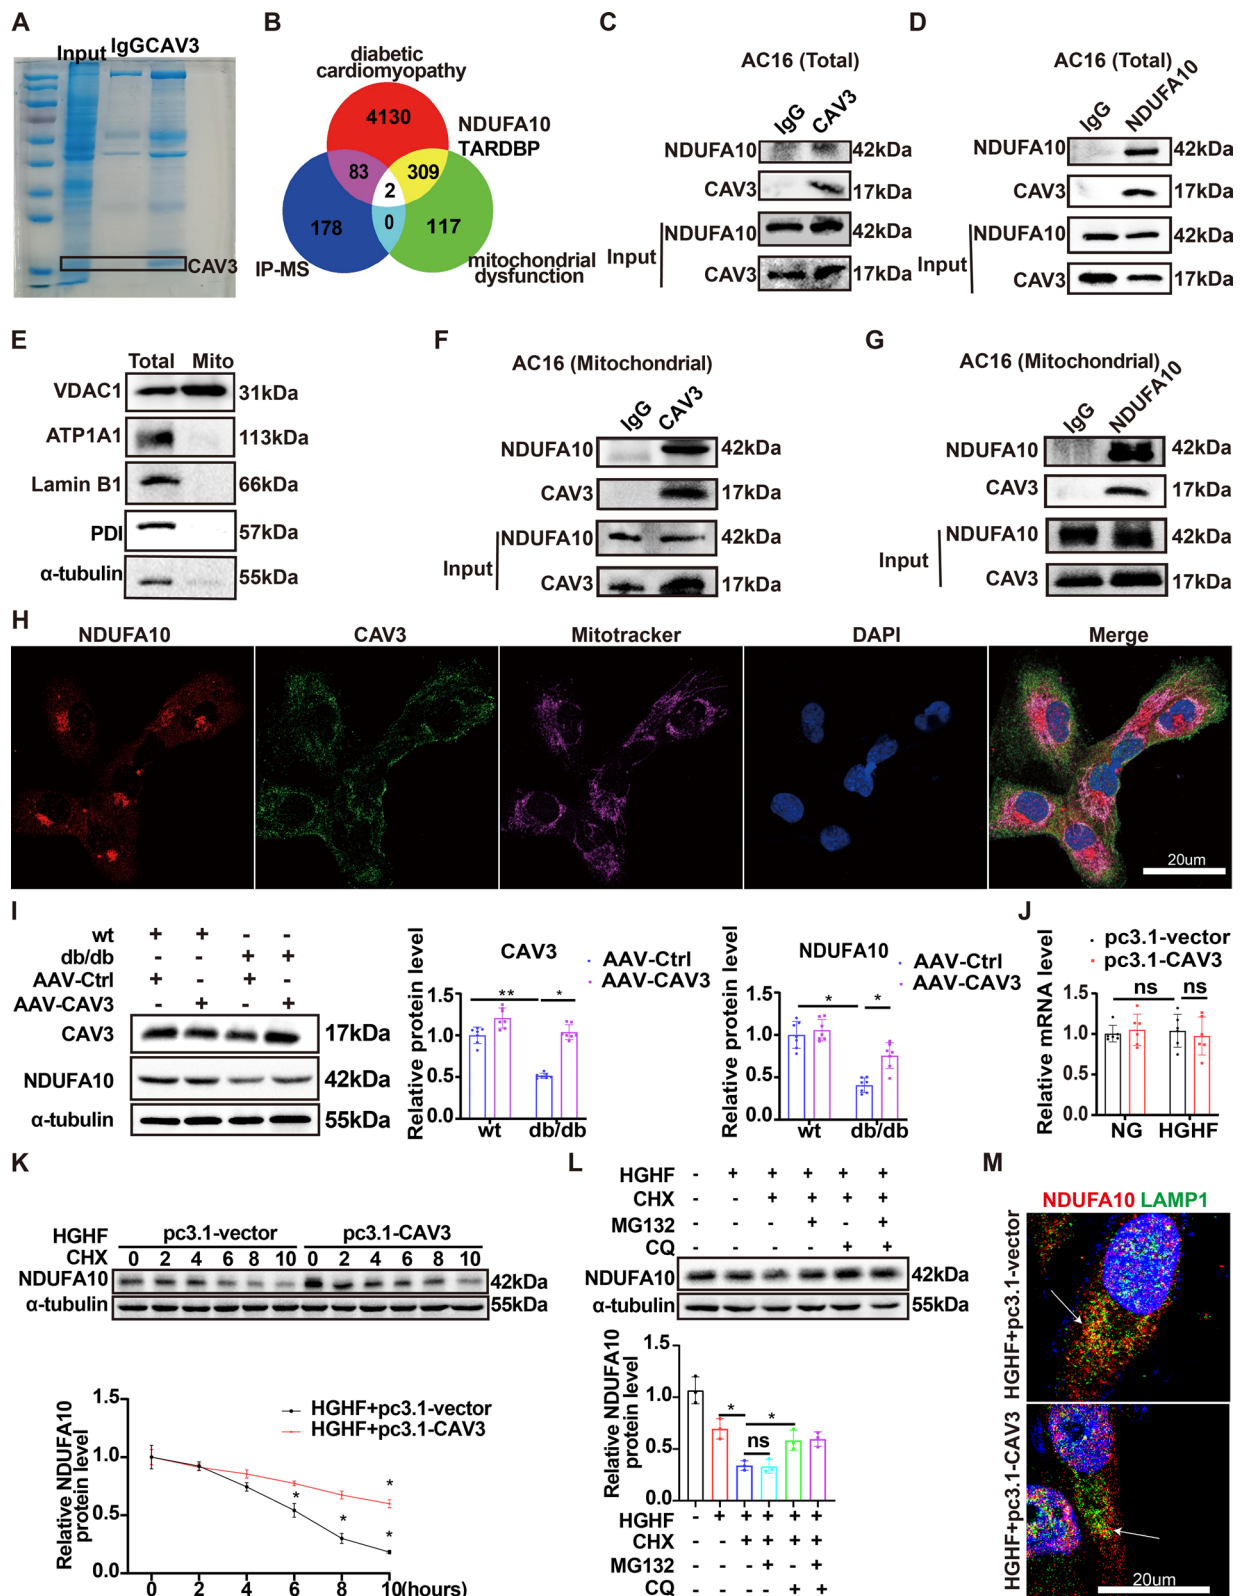 A
Input
IgGCAV3
CAV3
B
diabetic
cardiomyopathy
4130
NDUFA10
TARDBP
83
309
2
178
0
117
IP-MS
mitochondrial
dysfunction
C
AC16 (Total)
IgG
CAV3
NDUFA10
42kDa
CAV3
17kDa
Input
NDUFA10
42kDa
CAV3
17kDa
D
AC16 (Total)
IgG
NDUFA10
NDUFA10
42kDa
CAV3
17kDa
NDUFA10
42kDa
Input
CAV3
17kDa
E
Total Mito
VDAC1
31kDa
ATP1A1
113kDa
Lamin B1
66kDa
PDI
57kDa
α-tubulin
55kDa
F
AC16 (Mitochondrial)
IgG
CAV3
NDUFA10
42kDa
CAV3
17kDa
NDUFA10
42kDa
Input
CAV3
17kDa
G
AC16 (Mitochondrial)
IgG
NDUFA10
NDUFA10
42kDa
CAV3
17kDa
NDUFA10
42kDa
Input
CAV3
17kDa
H
NDUFA10
CAV3
Mitotracker
DAPI
Merge
20um
I
wt + + - -
db/db - - + +
AAV-Ctrl + - + -
AAV-CAV3 - + - +
CAV3
17kDa
NDUFA10
42kDa
α-tubulin
55kDa
CAV3
AAV-Ctrl
AAV-CAV3
Relative protein level
1.5
1.0
0.5
0.0
** *
wt db/db
NDUFA10
AAV-Ctrl
AAV-CAV3
Relative protein level
1.5
1.0
0.5
0.0
* *
wt db/db
J
pc3.1-vector
pc3.1-CAV3
Relative mRNA level
1.5
1.0
0.5
0.0
ns ns
NG HGHF
K
HGHF pc3.1-vector pc3.1-CAV3
CHX 0 2 4 6 8 10 0 2 4 6 8 10
NDUFA10
42kDa
α-tubulin
55kDa
Relative NDUFA10
protein level
1.5
1.0
0.5
0.0
HGHF+pc3.1-vector
HGHF+pc3.1-CAV3
*
*
*
*
0 2 4 6 8 10(hours)
L
HGHF - + + + + +
CHX - - + + + +
MG132 - - - + - +
CQ - - - - + +
NDUFA10
42kDa
α-tubulin
55kDa
Relative NDUFA10
protein level
1.5
1.0
0.5
0.0
* * ns
HGHF - + + + + +
CHX - - + + + +
MG132 - - - + - +
CQ - - - - + +
M
NDUFA10 LAMP1
HGHF+pc3.1-vector
HGHF+pc3.1-CAV3
20um